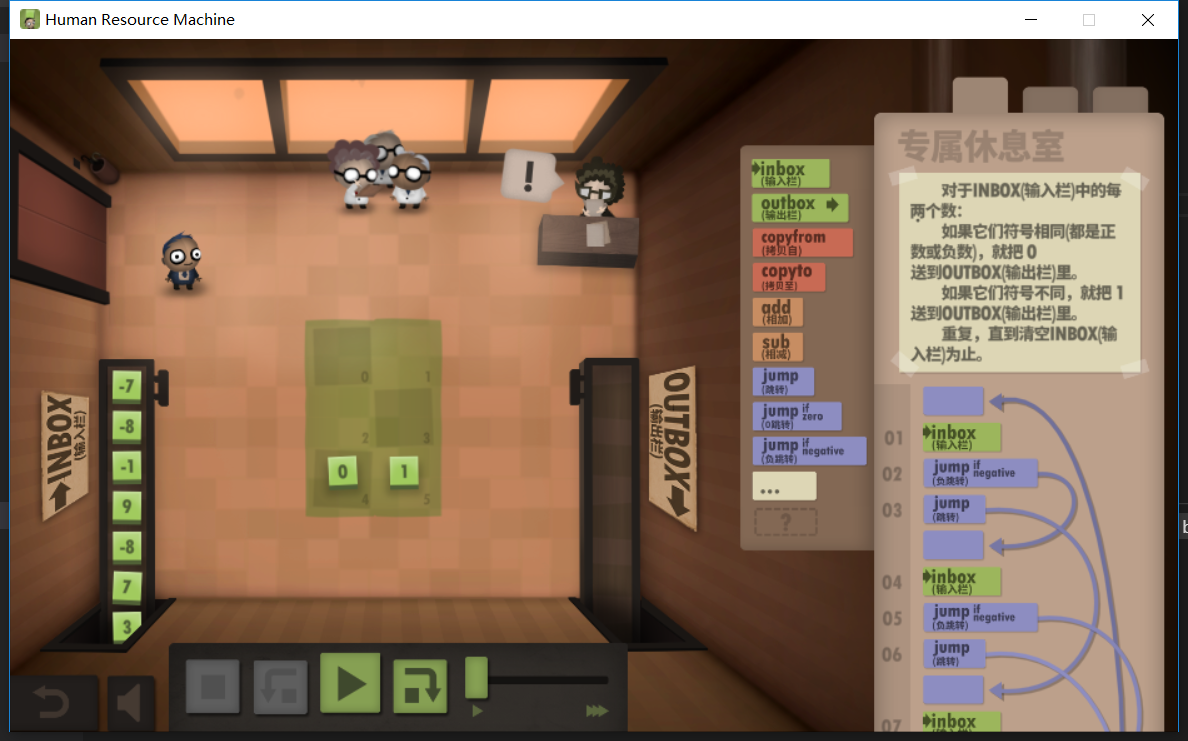 Human Resource Machine
!
专属休息室
对于INBOX(输入栏)中的每
两个数：
如果它们符号相同(都是正
数或负数)，就把 0
送到OUTBOX(输出栏)里。
如果它们符号不同，就把 1
送到OUTBOX(输出栏)里。
重复，直到清空INBOX(输
入栏)为止。
inbox
(输入栏)
outbox
(输出栏)
copyfrom
(拷贝自)
copyto
(拷贝至)
add
(相加)
sub
(相减)
jump
(跳转)
jump if zero
(0跳转)
jump if negative
(负跳转)
...
?
INBOX
(输入栏)
-7
-8
-1
9
-8
7
3
0
1
2
3
0
4
1
5
OUTBOX
(输出栏)
01 inbox
(输入栏)
02 jump if negative
(负跳转)
03 jump
(跳转)
04 inbox
(输入栏)
05 jump if negative
(负跳转)
06 jump
(跳转)
07 inbox
(输入栏)